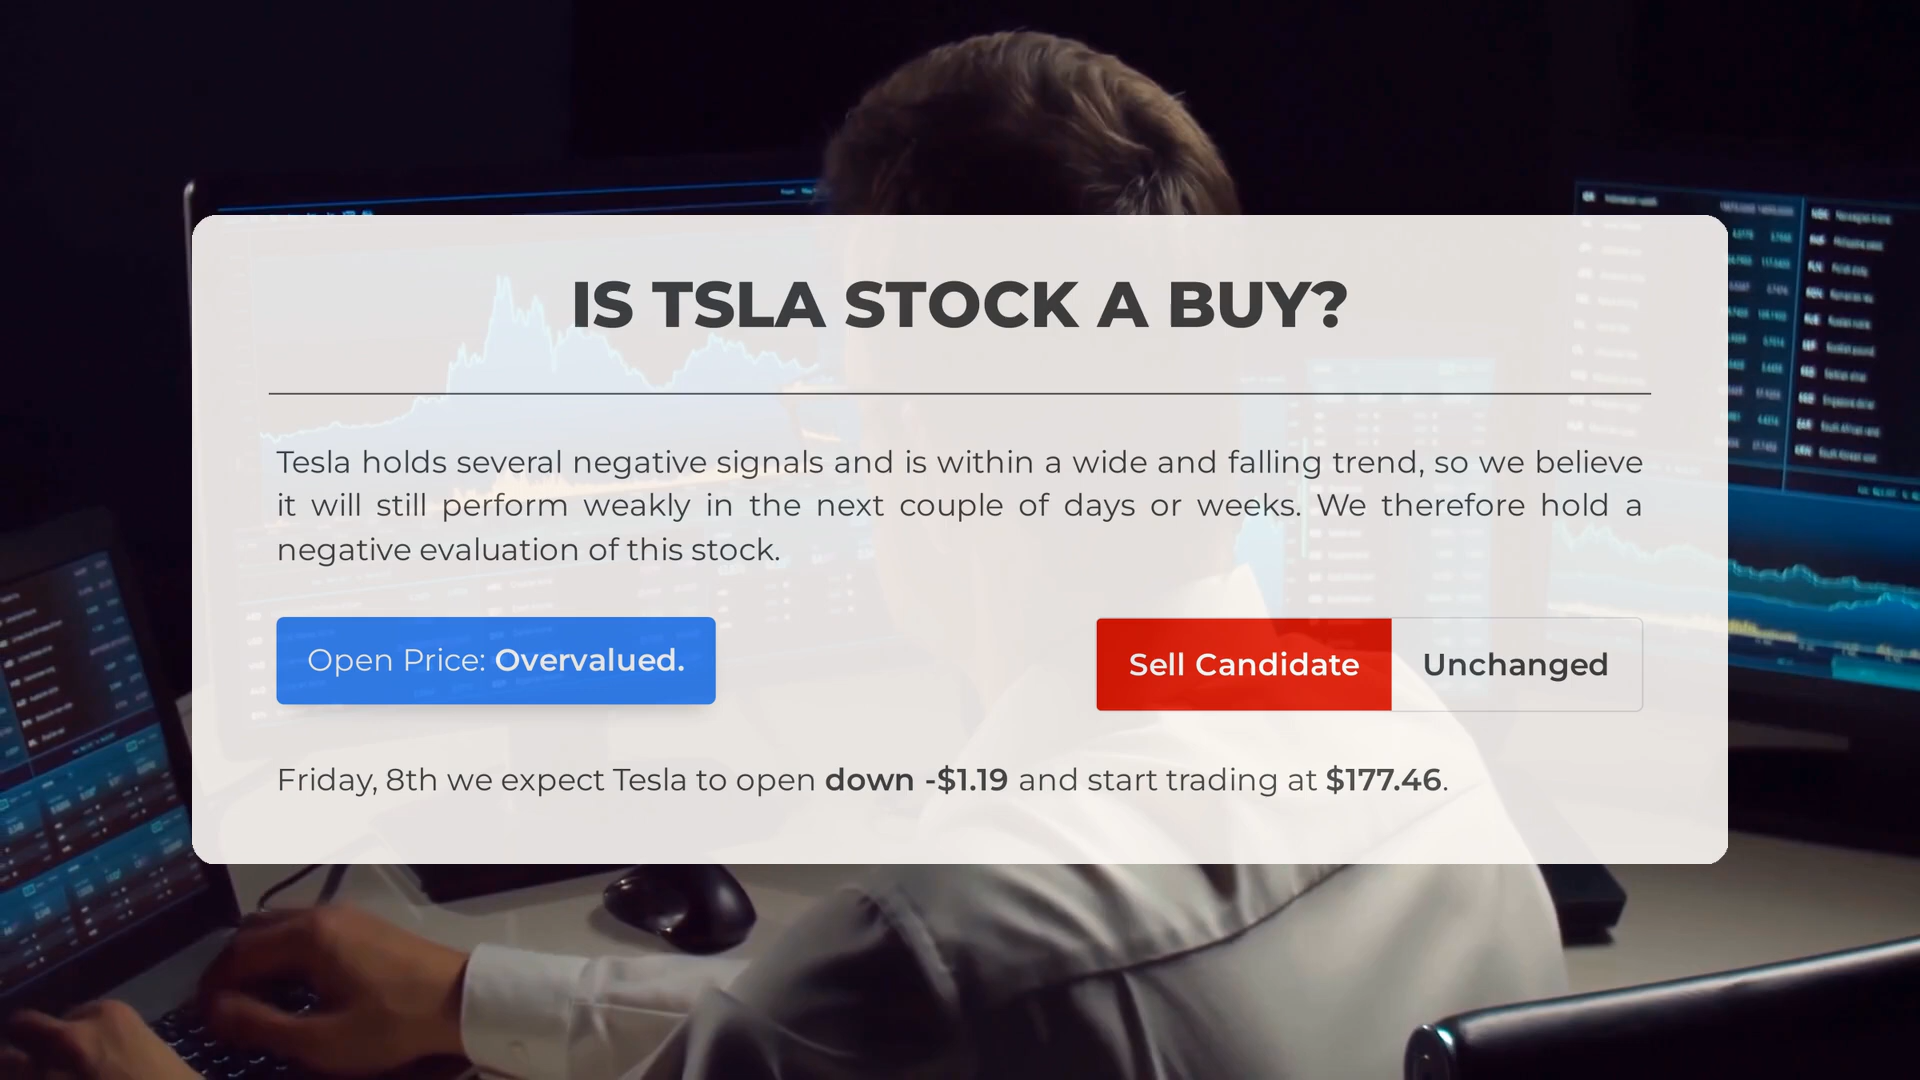 IS TSLA STOCK A BUY?
Tesla holds several negative signals and is within a wide and falling trend, so we believe
it will still perform weakly in the next couple of days or weeks. We therefore hold a
negative evaluation of this stock.
Open Price: Overvalued.
Sell Candidate Unchanged
Friday, 8th we expect Tesla to open down -$1.19 and start trading at $177.46.